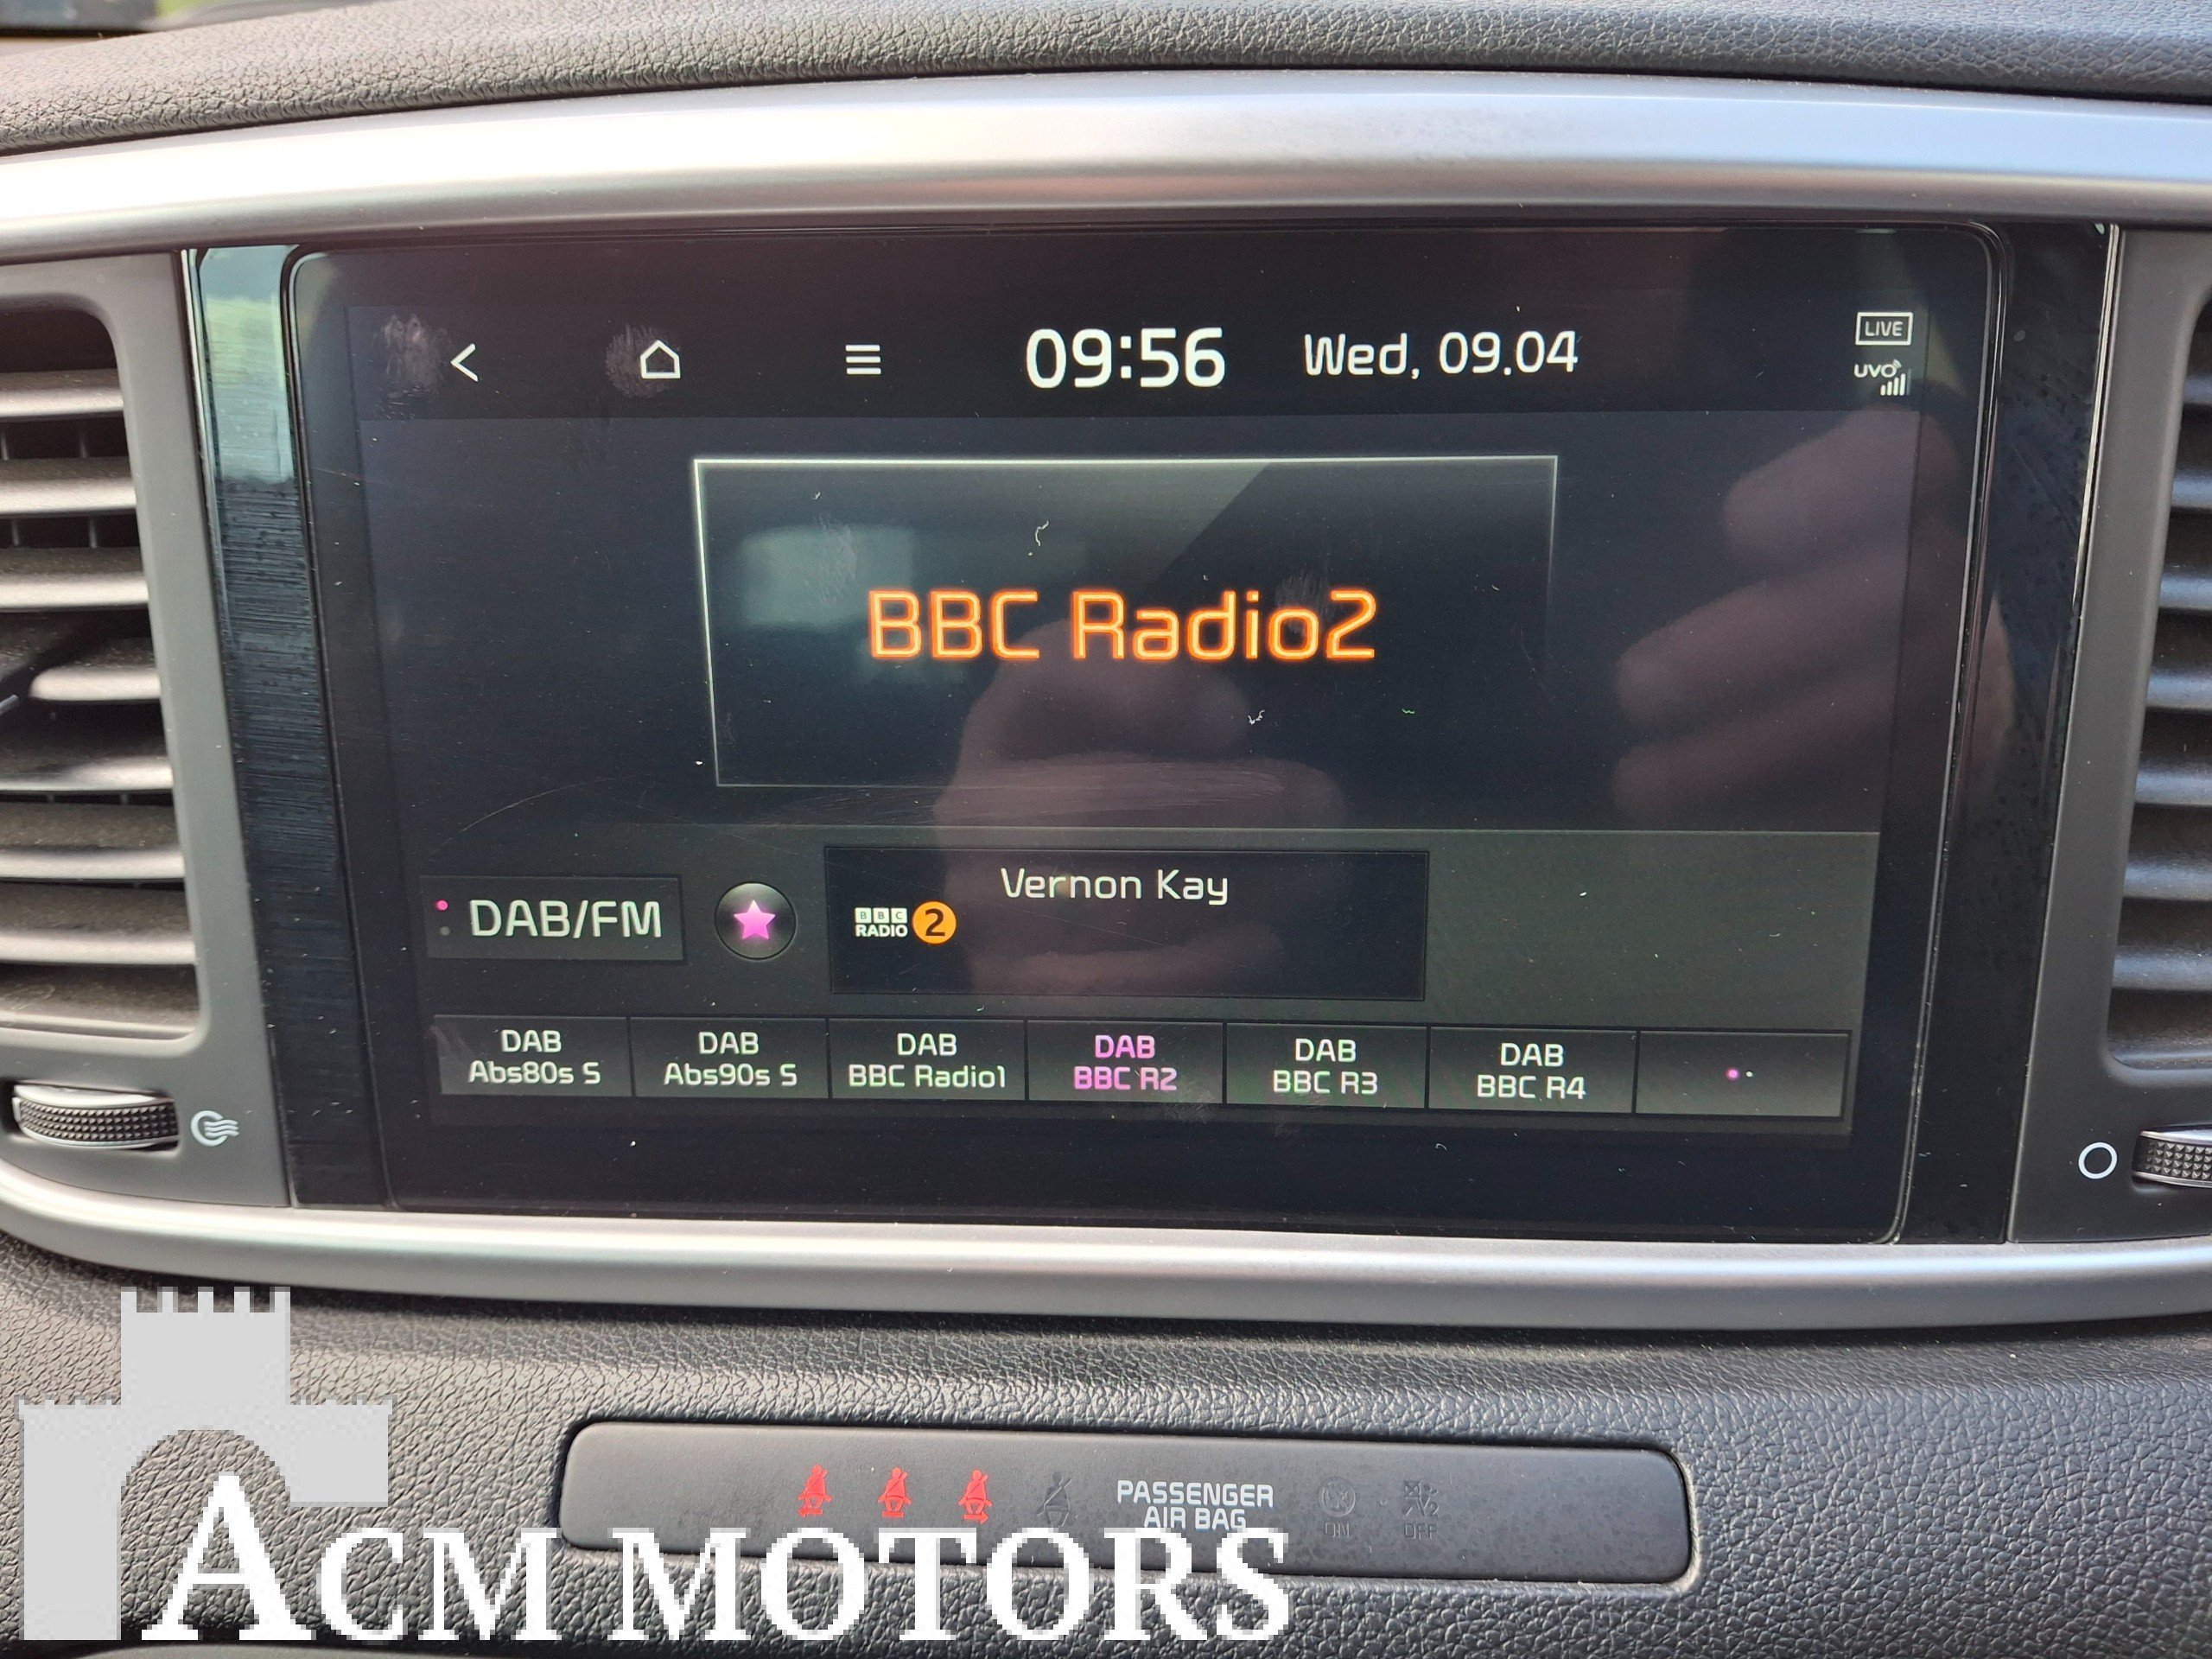 09:56 Wed, 09.04 LIVE
UVO
BBC Radio2
Vernon Kay
DAB/FM
BBC
RADIO 2
DAB DAB DAB DAB DAB DAB
Abs80s S Abs90s S BBC Radio1 BBC R2 BBC R3 BBC R4
PASSENGER
AIR BAG
ON OFF
ACM MOTORS